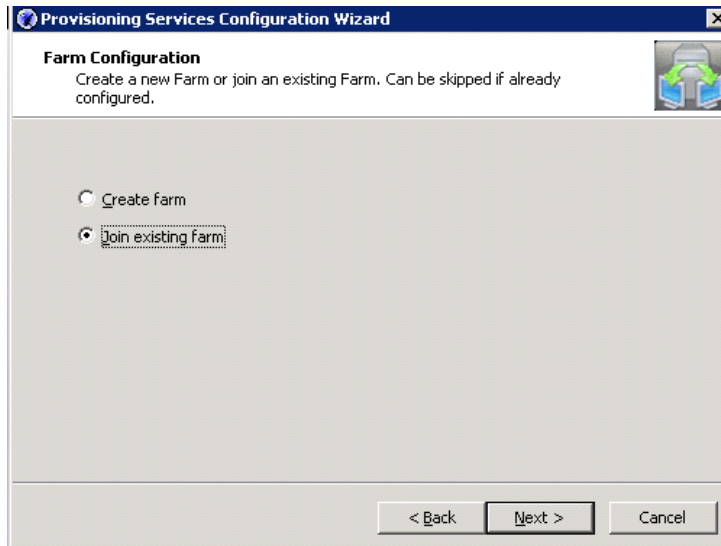 Provisioning Services Configuration Wizard
Farm Configuration
Create a new Farm or join an existing Farm. Can be skipped if already
configured.
Create farm
Join existing farm
< Back Next > Cancel